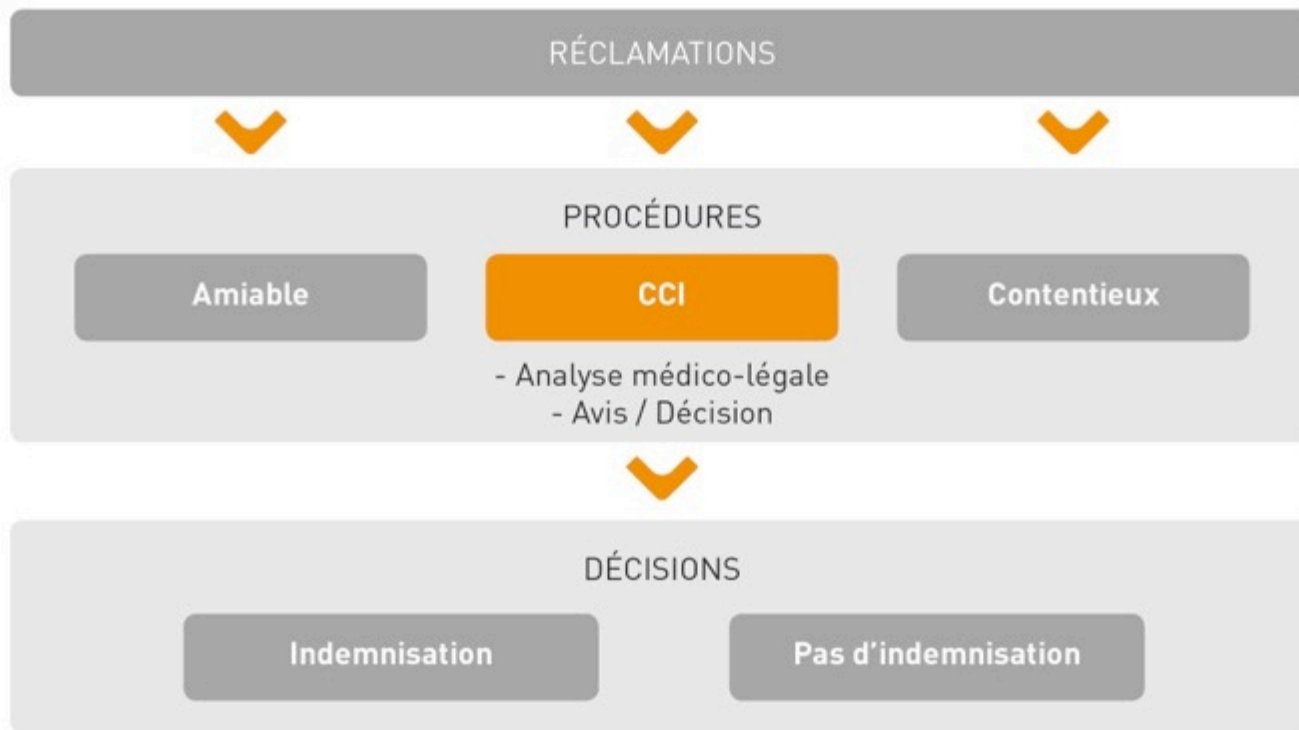 RÉCLAMATIONS
PROCÉDURES
Amiable
CCI
Contentieux
- Analyse médico-légale
- Avis / Décision
DÉCISIONS
Indemnisation
Pas d'indemnisation